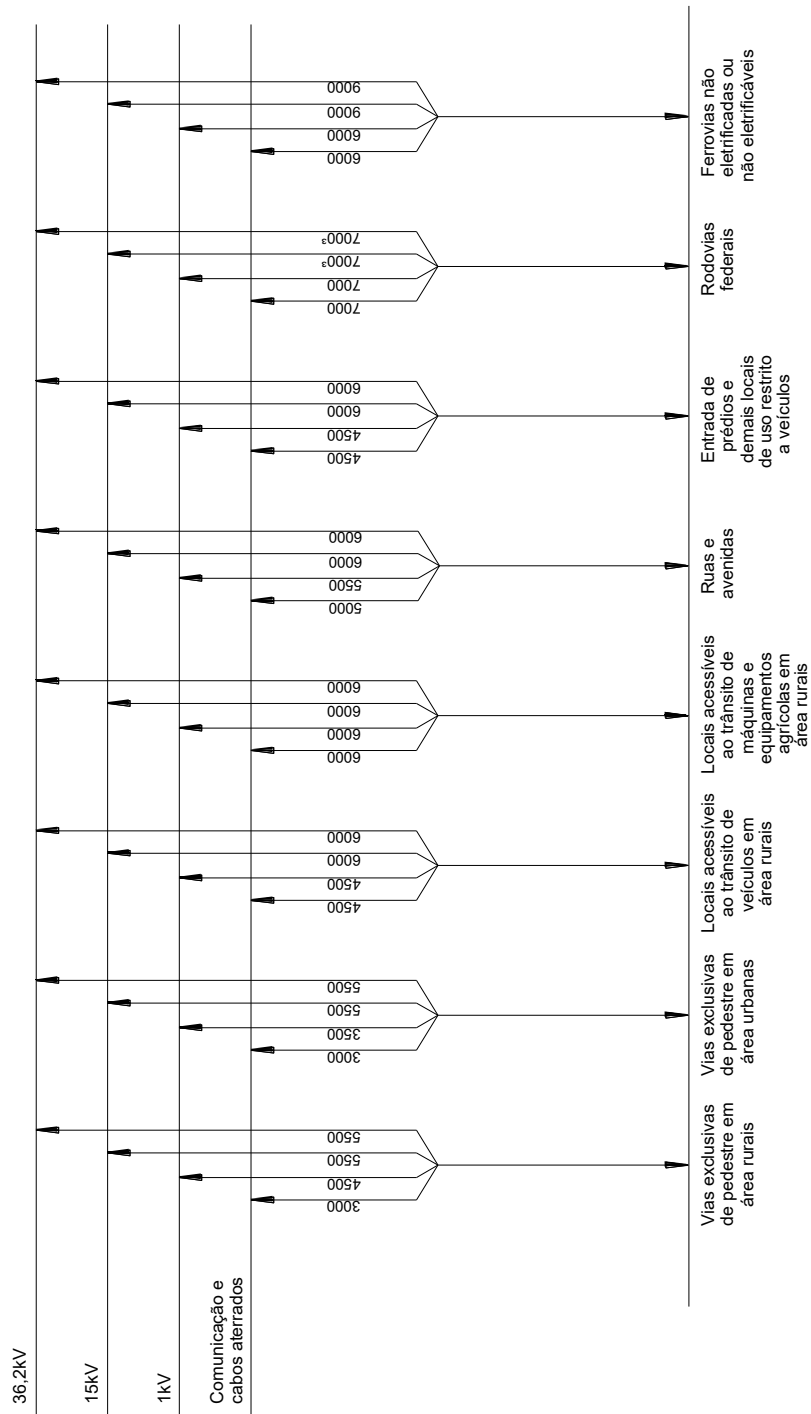 36,2kV
15kV
1kV
Comunicação e
cabos aterrados
3000
4500
5500
5500
Vias exclusivas
de pedestre em
área rurais
3000
3500
5500
5500
Vias exclusivas
de pedestre em
área urbanas
4500
4500
6000
6000
Locais acessíveis
ao trânsito de
veículos em
área rurais
6000
6000
6000
6000
Locais acessíveis
ao trânsito de
máquinas e
equipamentos
agrícolas em
área rurais
5000
5500
6000
6000
Ruas e
avenidas
4500
4500
6000
6000
Entrada de
prédios e
demais locais
de uso restrito
a veículos
7000
7000
7000³
7000³
Rodovias
federais
6000
6000
9000
9000
Ferrovias não
eletrificadas ou
não eletrificáveis